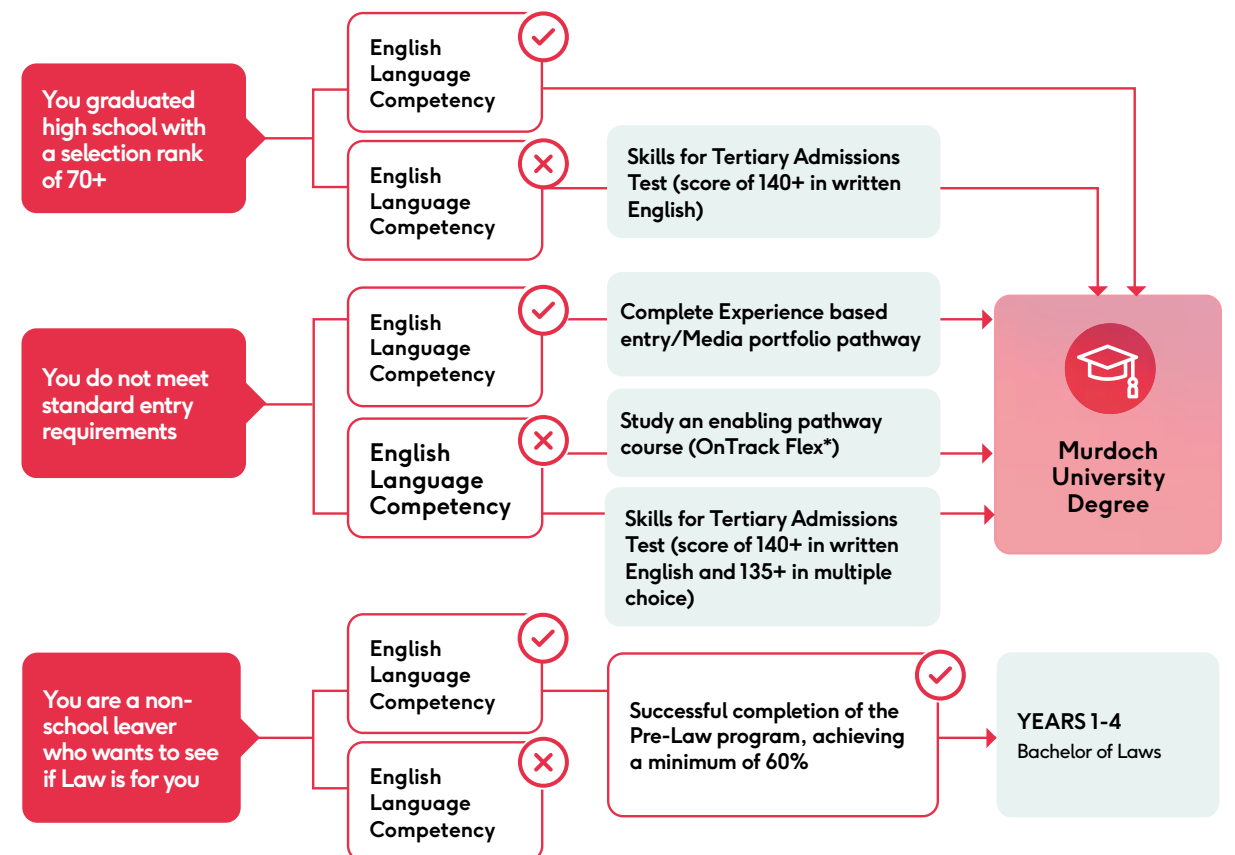 You graduated
high school with
a selection rank
of 70+
English
Language
Competency
English
Language
Competency
Skills for Tertiary Admissions
Test (score of 140+ in written
English)
You do not meet
standard entry
requirements
English
Language
Competency
Complete Experience based
entry/Media portfolio pathway
English
Language
Competency
Study an enabling pathway
course (OnTrack Flex*)
Skills for Tertiary Admissions
Test (score of 140+ in written
English and 135+ in multiple
choice)
Murdoch
University
Degree
You are a non-
school leaver
who wants to see
if Law is for you
English
Language
Competency
English
Language
Competency
Successful completion of the
Pre-Law program, achieving
a minimum of 60%
YEARS 1-4
Bachelor of Laws